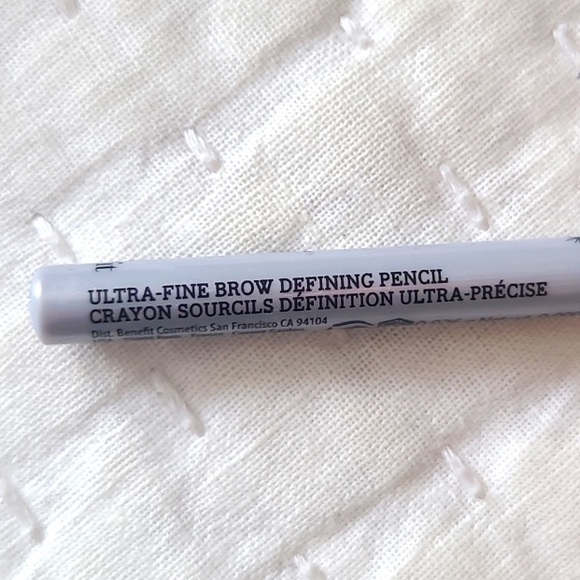 ULTRA-FINE BROW DEFINING PENCIL
CRAYON SOURCILS DÉFINITION ULTRA-PRÉCISE
Dist. Benefit Cosmetics San Francisco CA 94104